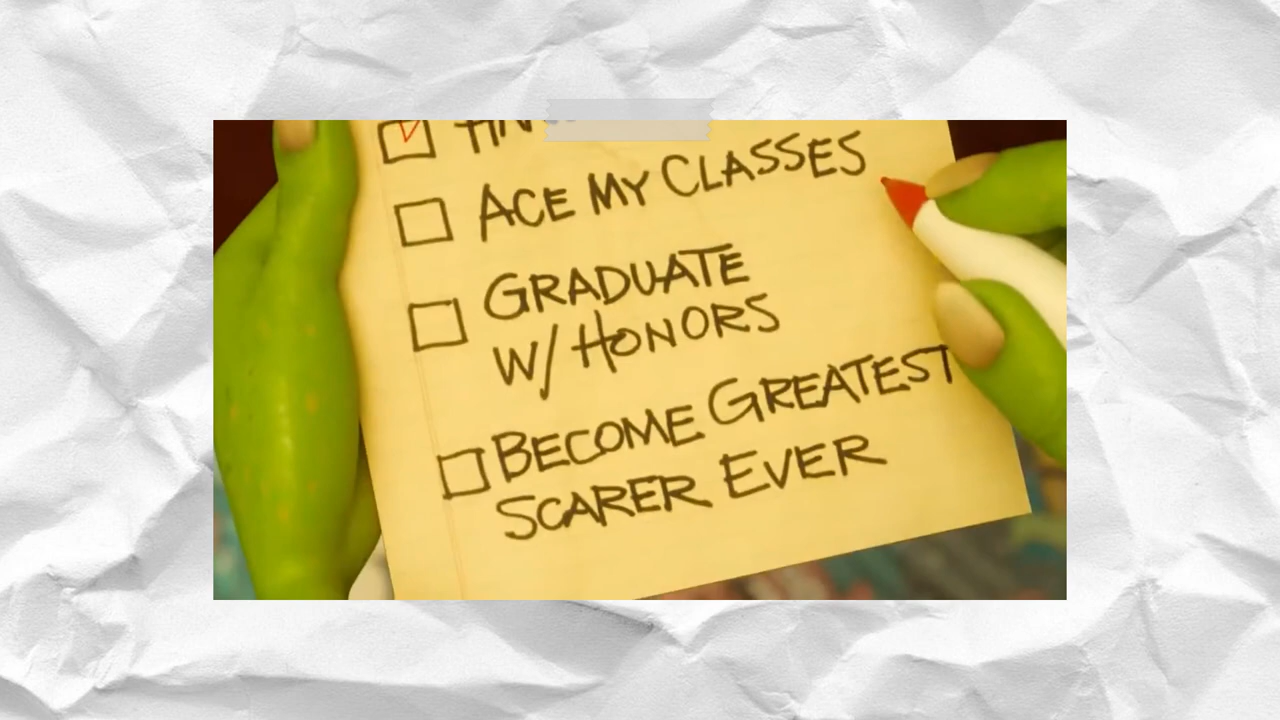 ACE MY CLASSES
GRADUATE
W/ HONORS
BECOME GREATEST
SCARER EVER